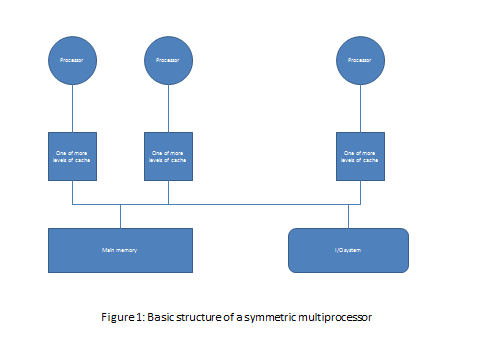 Processor
Processor
Processor
One of more
levels of cache
One of more
levels of cache
One of more
levels of cache
Main memory
I/O system
Figure 1: Basic structure of a symmetric multiprocessor